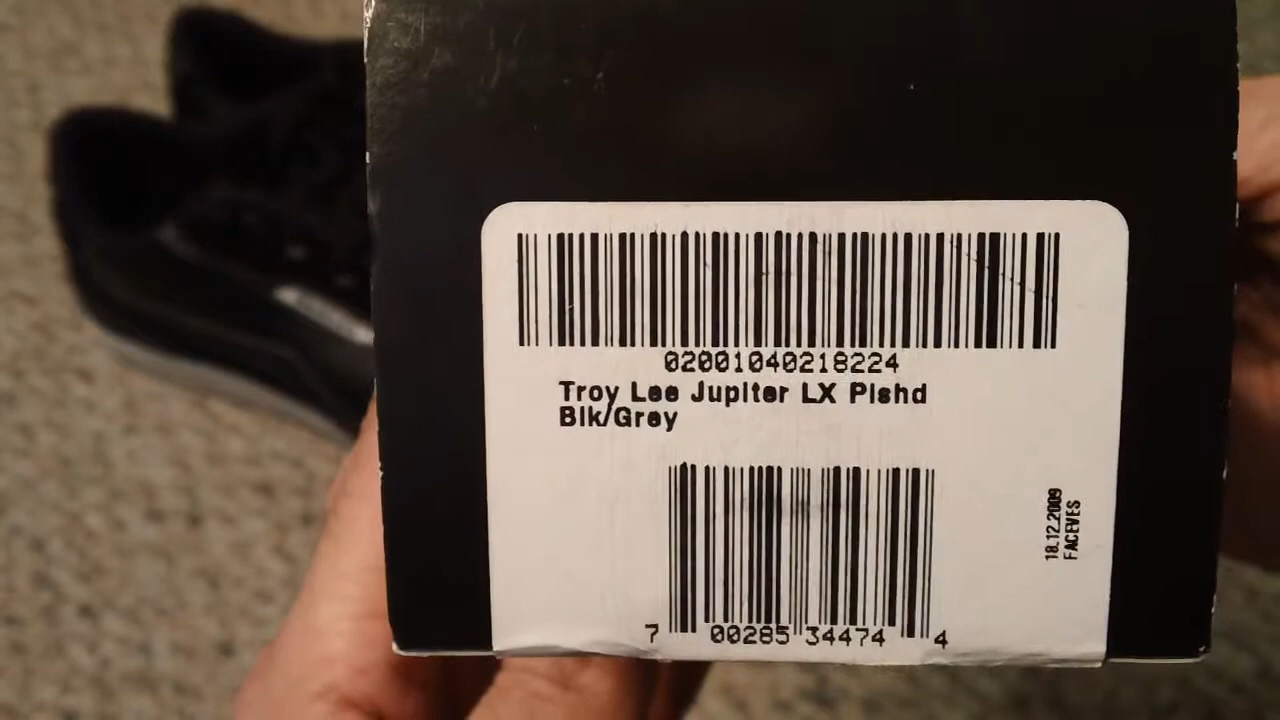 02001040218224
Troy Lee Jupiter LX Plshd
Blk/Grey
18.12.2009
FACEVES
7 00285 34474 4